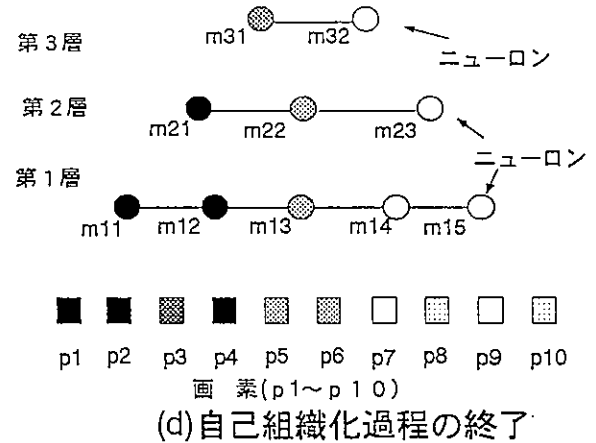 第3層
m31 m32
ニューロン
第2層
m21 m22 m23
ニューロン
第1層
m11 m12 m13 m14 m15
p1 p2 p3 p4 p5 p6 p7 p8 p9 p10
画 素(p1～p10)
(d)自己組織化過程の終了